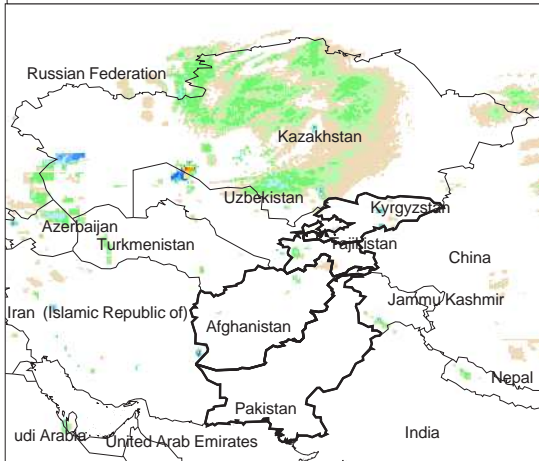 Russian Federation
Kazakhstan
Uzbekistan
Kyrgyzstan
Azerbaijan
Turkmenistan
Tajikistan
China
Jammu Kashmir
Iran (Islamic Republic of)
Afghanistan
Nepal
Pakistan
udi Arabia
United Arab Emirates
India